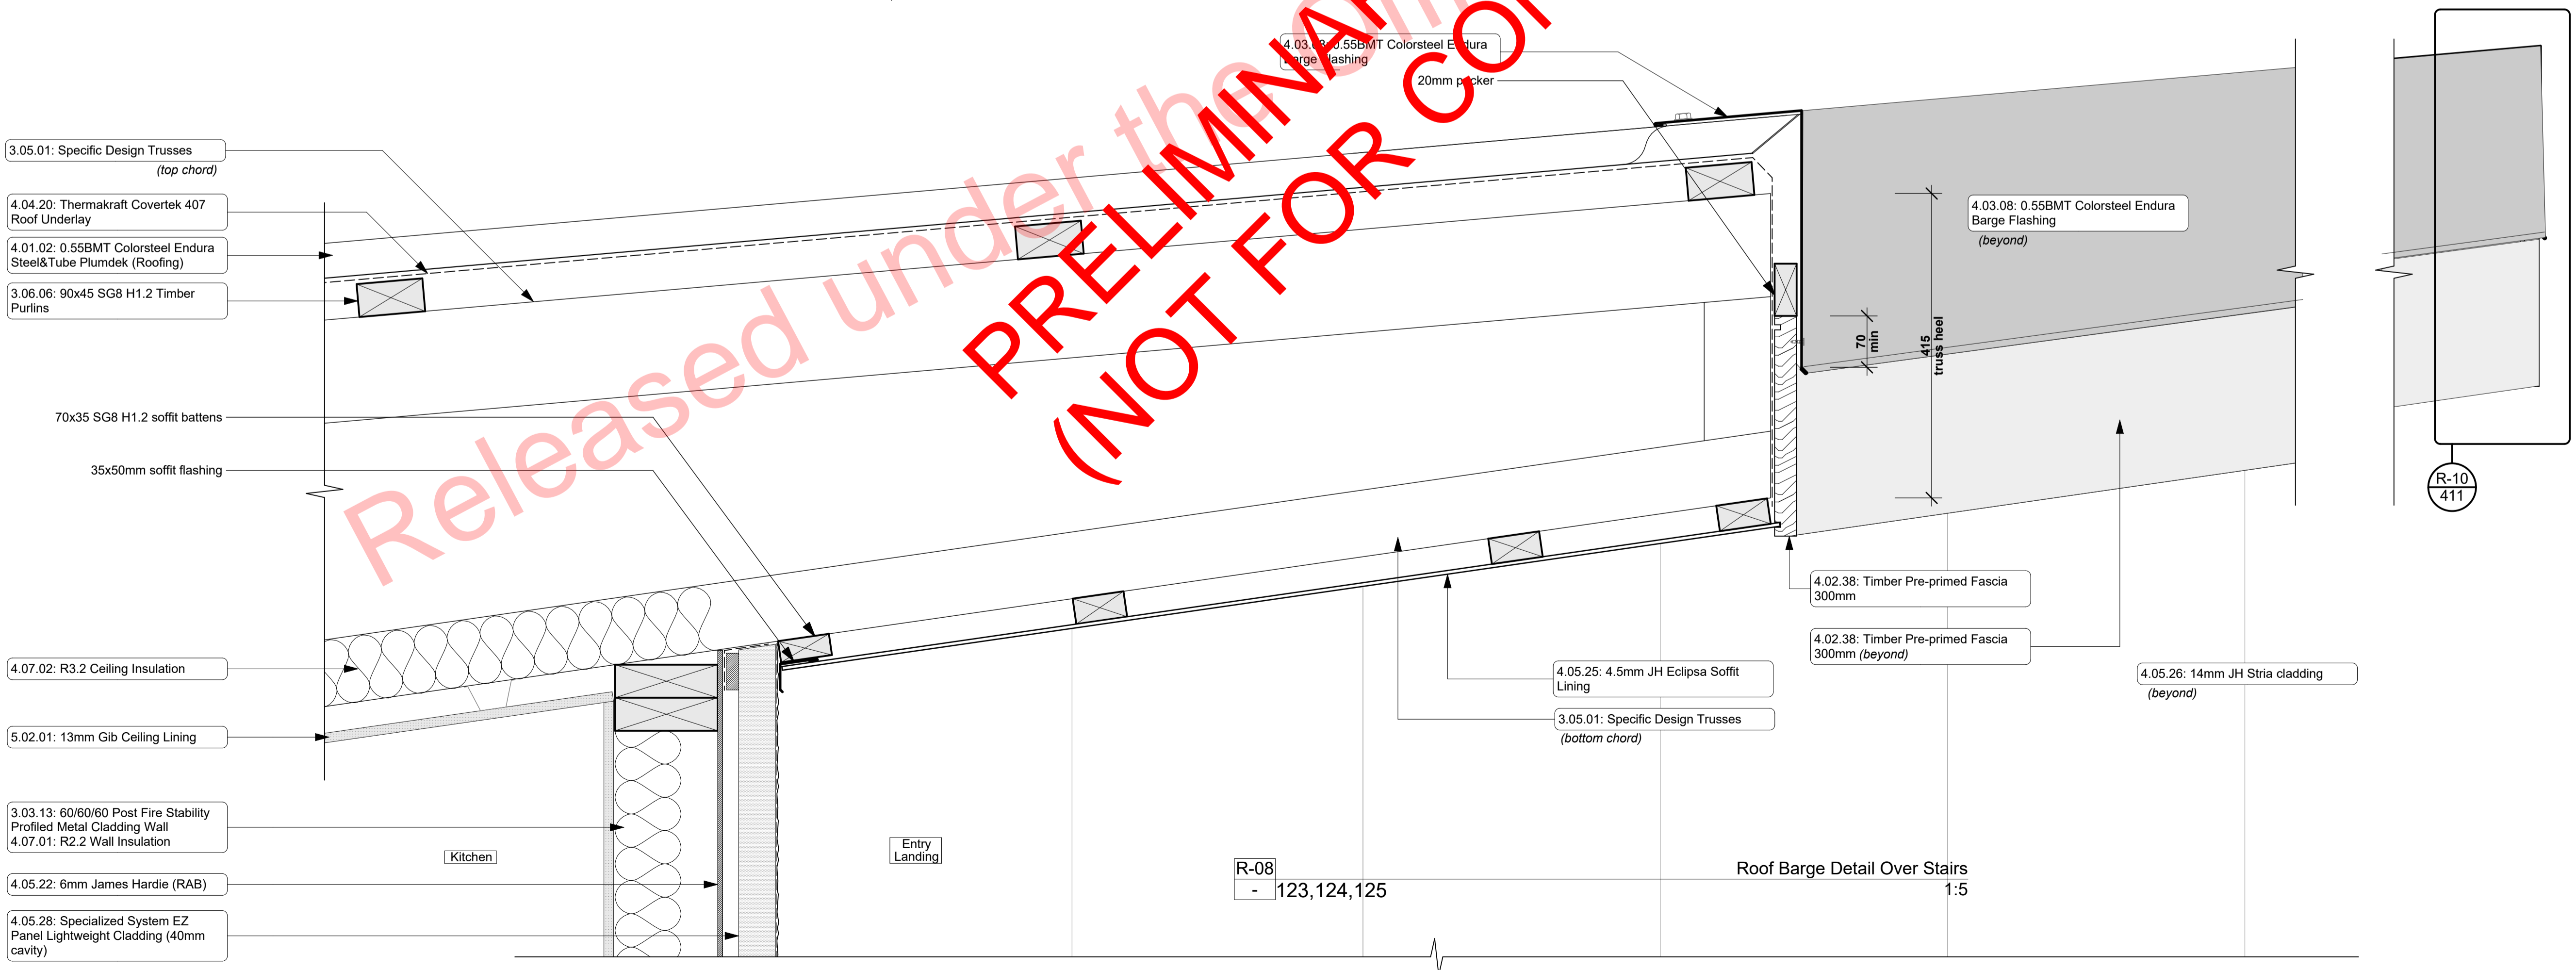 4.03.08: 0.55BMT Colorsteel Endura
Barge Flashing
20mm packer
3.05.01: Specific Design Trusses
(top chord)
4.04.20: Thermakraft Covertek 407
Roof Underlay
4.01.02: 0.55BMT Colorsteel Endura
Steel&Tube Plumdek (Roofing)
3.06.06: 90x45 SG8 H1.2 Timber
Purlins
70x35 SG8 H1.2 soffit battens
35x50mm soffit flashing
4.07.02: R3.2 Ceiling Insulation
5.02.01: 13mm Gib Ceiling Lining
3.03.13: 60/60/60 Post Fire Stability
Profiled Metal Cladding Wall
4.07.01: R2.2 Wall Insulation
4.05.22: 6mm James Hardie (RAB)
4.05.28: Specialized System EZ
Panel Lightweight Cladding (40mm
cavity)
Kitchen
Entry
Landing
Released under the
PRELIMINAR
(NOT FOR CO
4.03.08: 0.55BMT Colorsteel Endura
Barge Flashing
(beyond)
70
min
415
truss heel
4.02.38: Timber Pre-primed Fascia
300mm
4.02.38: Timber Pre-primed Fascia
300mm (beyond)
4.05.25: 4.5mm JH Eclipsa Soffit
Lining
3.05.01: Specific Design Trusses
(bottom chord)
4.05.26: 14mm JH Stria cladding
(beyond)
R-10
411
R-08
Roof Barge Detail Over Stairs
- 123,124,125
1:5